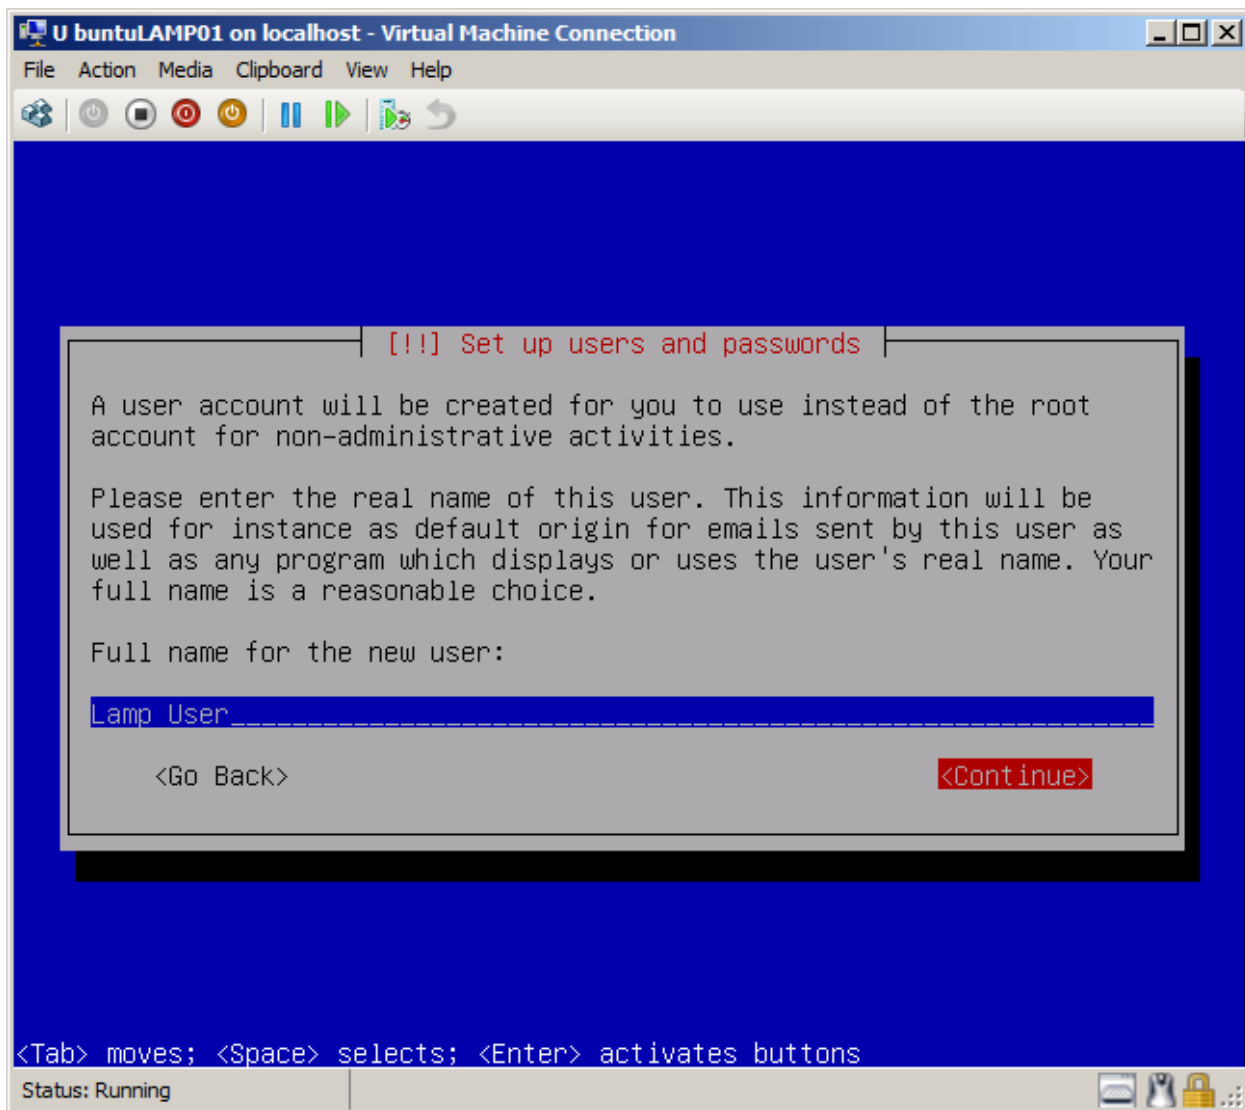 U buntuLAMP01 on localhost - Virtual Machine Connection
File Action Media Clipboard View Help
[!!] Set up users and passwords
A user account will be created for you to use instead of the root
account for non-administrative activities.
Please enter the real name of this user. This information will be
used for instance as default origin for emails sent by this user as
well as any program which displays or uses the user's real name. Your
full name is a reasonable choice.
Full name for the new user:
Lamp User
<Go Back> <Continue>
<Tab> moves; <Space> selects; <Enter> activates buttons
Status: Running